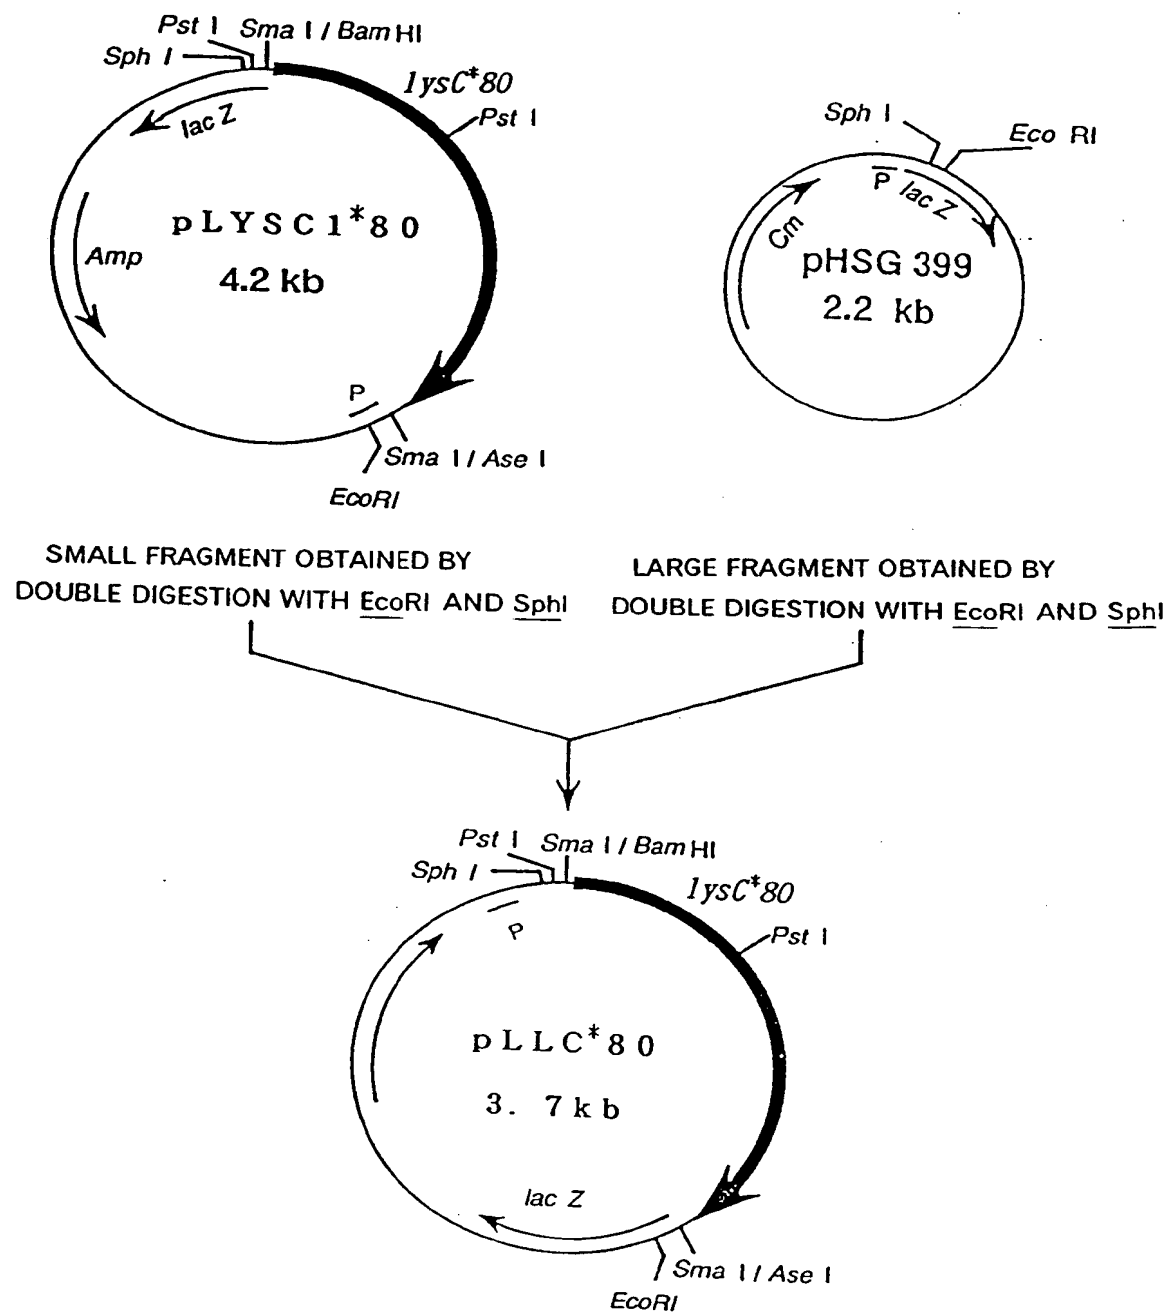 Pst I
Sma I / Bam HI
Sph I
lysC*80
Pst I
lac Z
pLYSC1*80
4.2 kb
Amp
P
Sma I / Ase I
EcoRI
Sph I
Eco RI
P
lac Z
Cm
pHSG 399
2.2 kb
SMALL FRAGMENT OBTAINED BY
DOUBLE DIGESTION WITH EcoRI AND SphI
LARGE FRAGMENT OBTAINED BY
DOUBLE DIGESTION WITH EcoRI AND SphI
Pst I
Sma I / Bam HI
Sph I
lysC*80
P
Pst I
pLLC*80
3. 7kb
lac Z
Sma I / Ase I
EcoRI